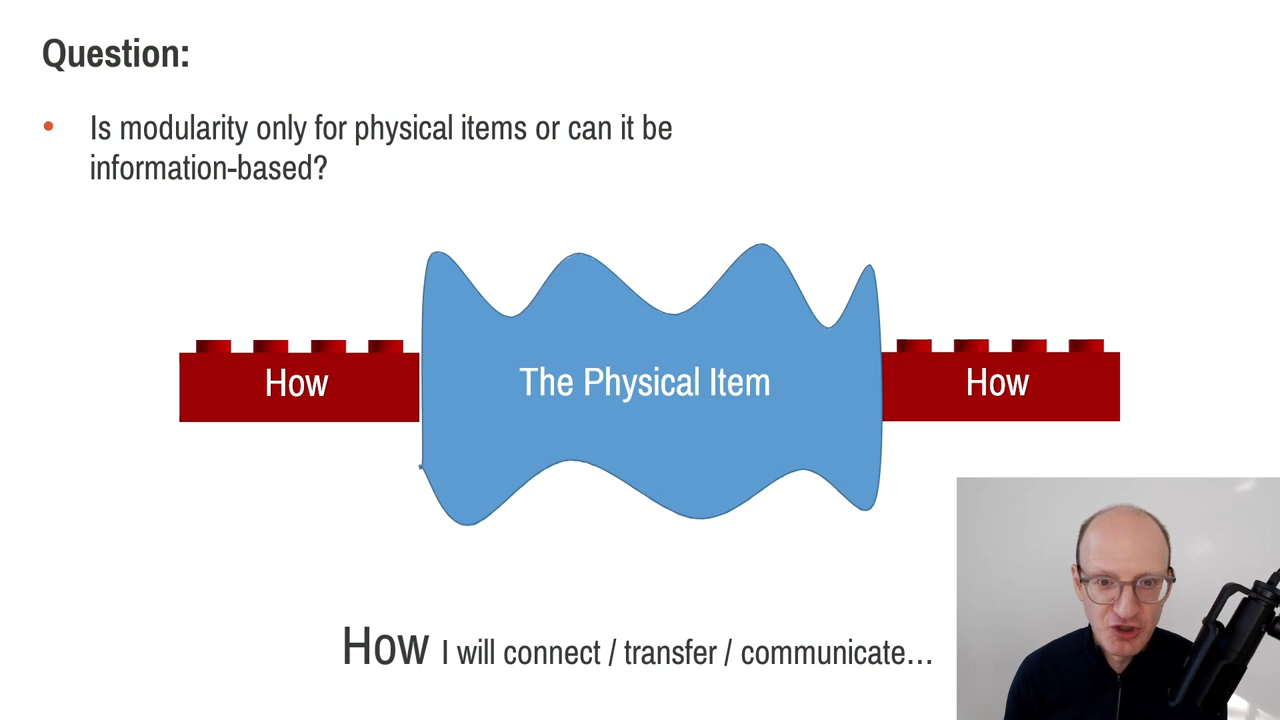 Question:
• Is modularity only for physical items or can it be
information-based?
How
The Physical Item
How
How I will connect / transfer / communicate...